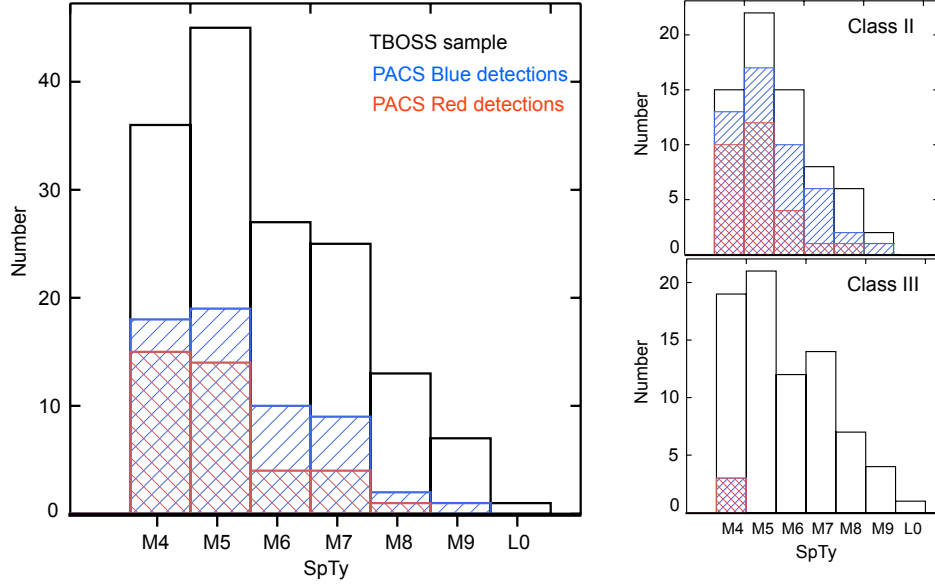 TBOSS sample
PACS Blue detections
PACS Red detections
Number
40
30
20
10
0
M4 M5 M6 M7 M8 M9 L0
SpTy
Class II
Number
20
15
10
5
0
Class III
Number
20
15
10
5
0
M4 M5 M6 M7 M8 M9 L0
SpTy